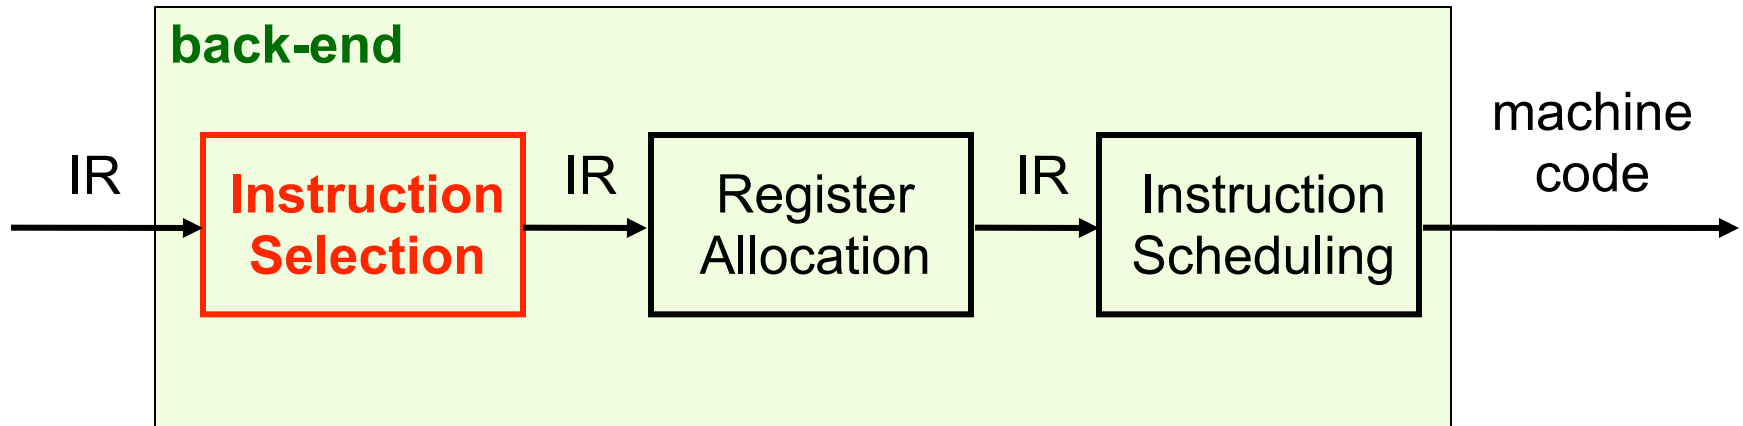 back-end
IR
Instruction
Selection
IR
Register
Allocation
IR
Instruction
Scheduling
machine
code